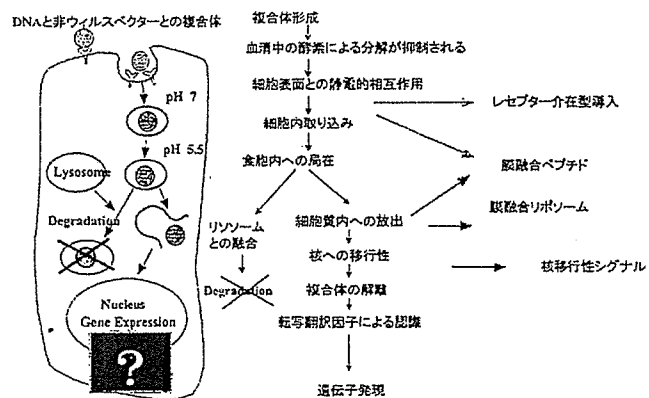 DNAと非ウィルスベクターとの複合体
pH 7
pH 5.5
Lysosome
Degradation
Nucleus
Gene Expression
?
複合体形成
血清中の酵素による分解が抑制される
細胞表面との静電的相互作用
細胞内取り込み
食胞内への局在
リソソーム
との融合
Degradation
細胞質内への放出
核への移行性
複合体の解離
転写翻訳因子による認識
遺伝子発現
レセプター介在型導入
膜融合ペプチド
膜融合リポソーム
核移行性シグナル